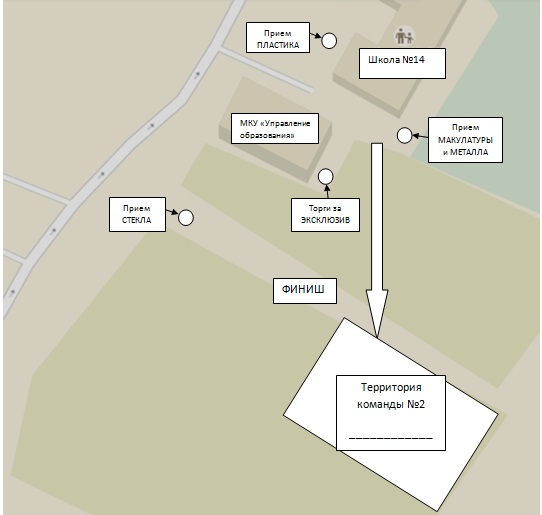 Прием
ПЛАСТИКА
Школа №14
МКУ «Управление
образования»
Прием
МАКУЛАТУРЫ
и МЕТАЛЛА
Прием
СТЕКЛА
Торги за
ЭКСКЛЮЗИВ
ФИНИШ
Территория
команды №2
_____________